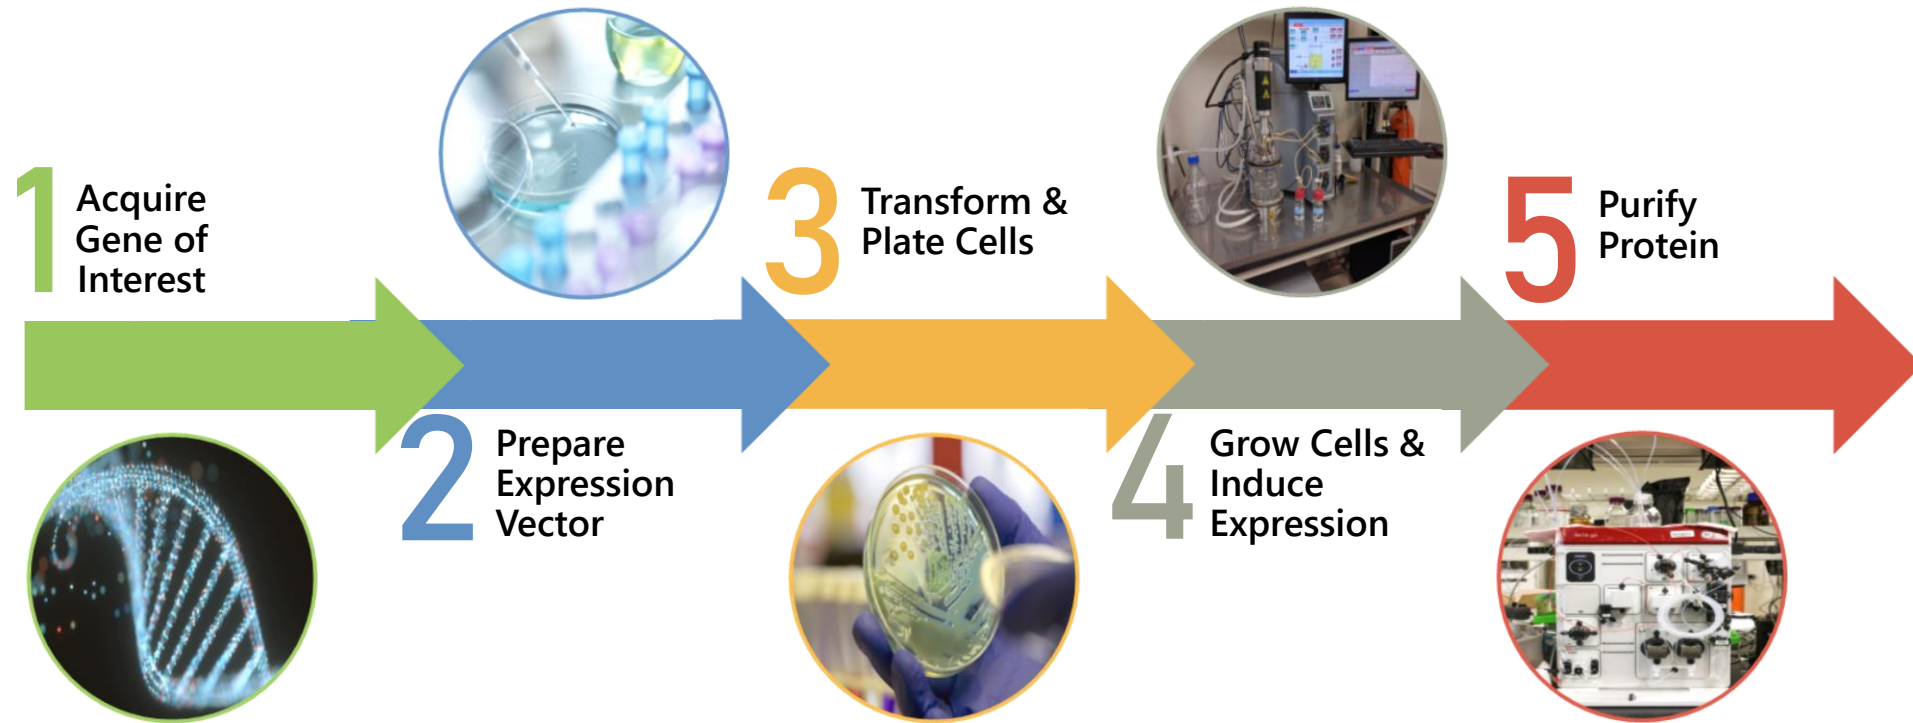 1
Acquire
Gene of
Interest
2
Prepare
Expression
Vector
3
Transform &
Plate Cells
4
Grow Cells &
Induce
Expression
5
Purify
Protein